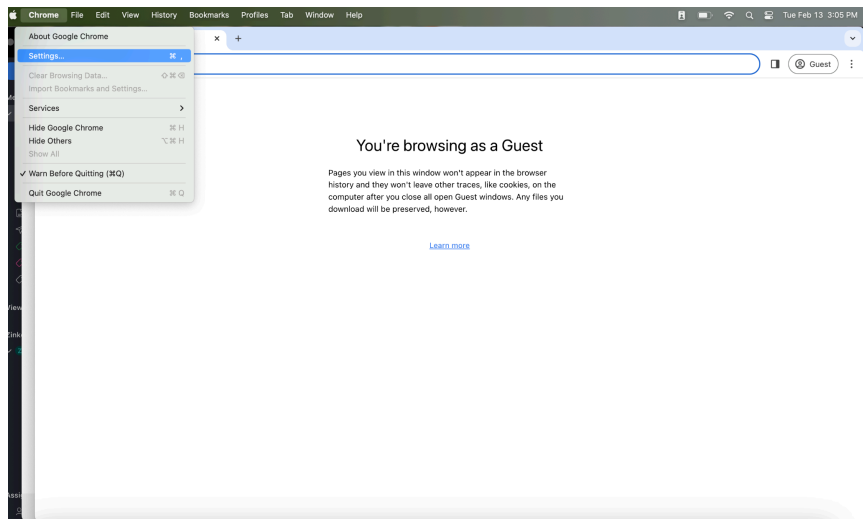 Chrome File Edit View History Bookmarks Profiles Tab Window Help Tue Feb 13 3:05 PM
About Google Chrome
Settings... ⌘ ,
Clear Browsing Data... ⇧⌘⌫
Import Bookmarks and Settings...
Services
Hide Google Chrome ⌘ H
Hide Others ⌥⌘ H
Show All
✓ Warn Before Quitting (⌘Q)
Quit Google Chrome ⌘ Q
Guest
You're browsing as a Guest
Pages you view in this window won't appear in the browser
history and they won't leave other traces, like cookies, on the
computer after you close all open Guest windows. Any files you
download will be preserved, however.
Learn more